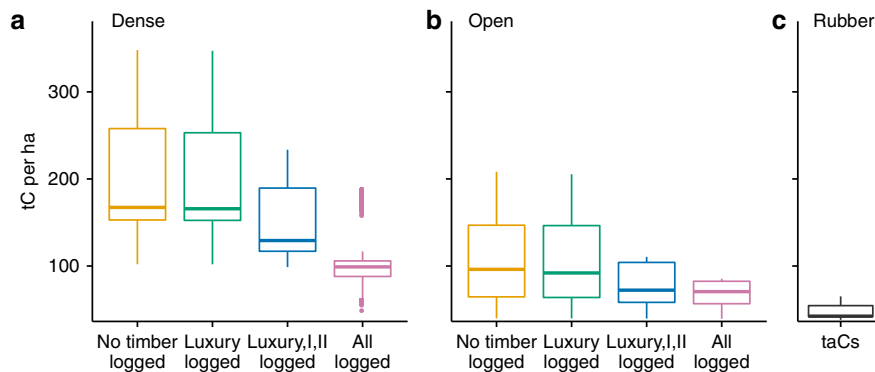 a Dense
b Open
c Rubber
tC per ha
300
200
100
No timber logged
Luxury logged
Luxury,I,II logged
All logged
No timber logged
Luxury logged
Luxury,I,II logged
All logged
taCs